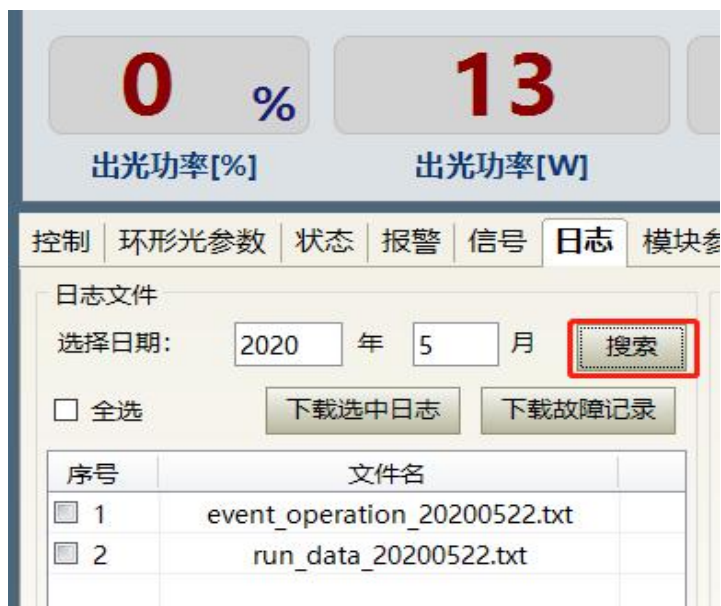 0 % 13
出光功率[%] 出光功率[W]
控制 环形光参数 状态 报警 信号 日志 模块参
日志文件
选择日期: 2020 年 5 月 搜索
全选 下载选中日志 下载故障记录
序号 文件名
1 event_operation_20200522.txt
2 run_data_20200522.txt